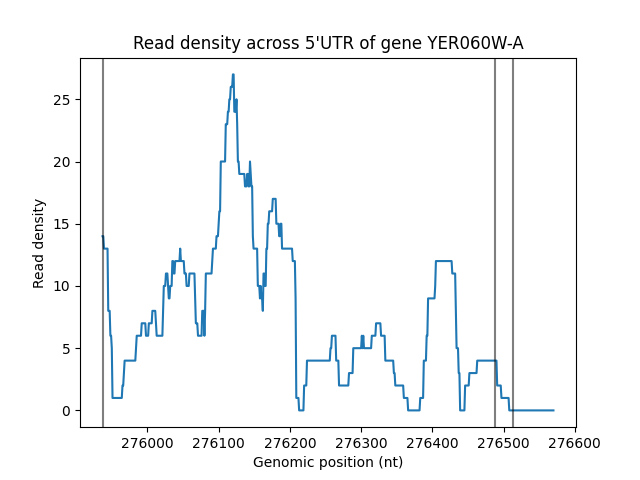 Read density across 5'UTR of gene YER060W-A
25
20
15
10
5
0
Read density
276000 276100 276200 276300 276400 276500 276600
Genomic position (nt)